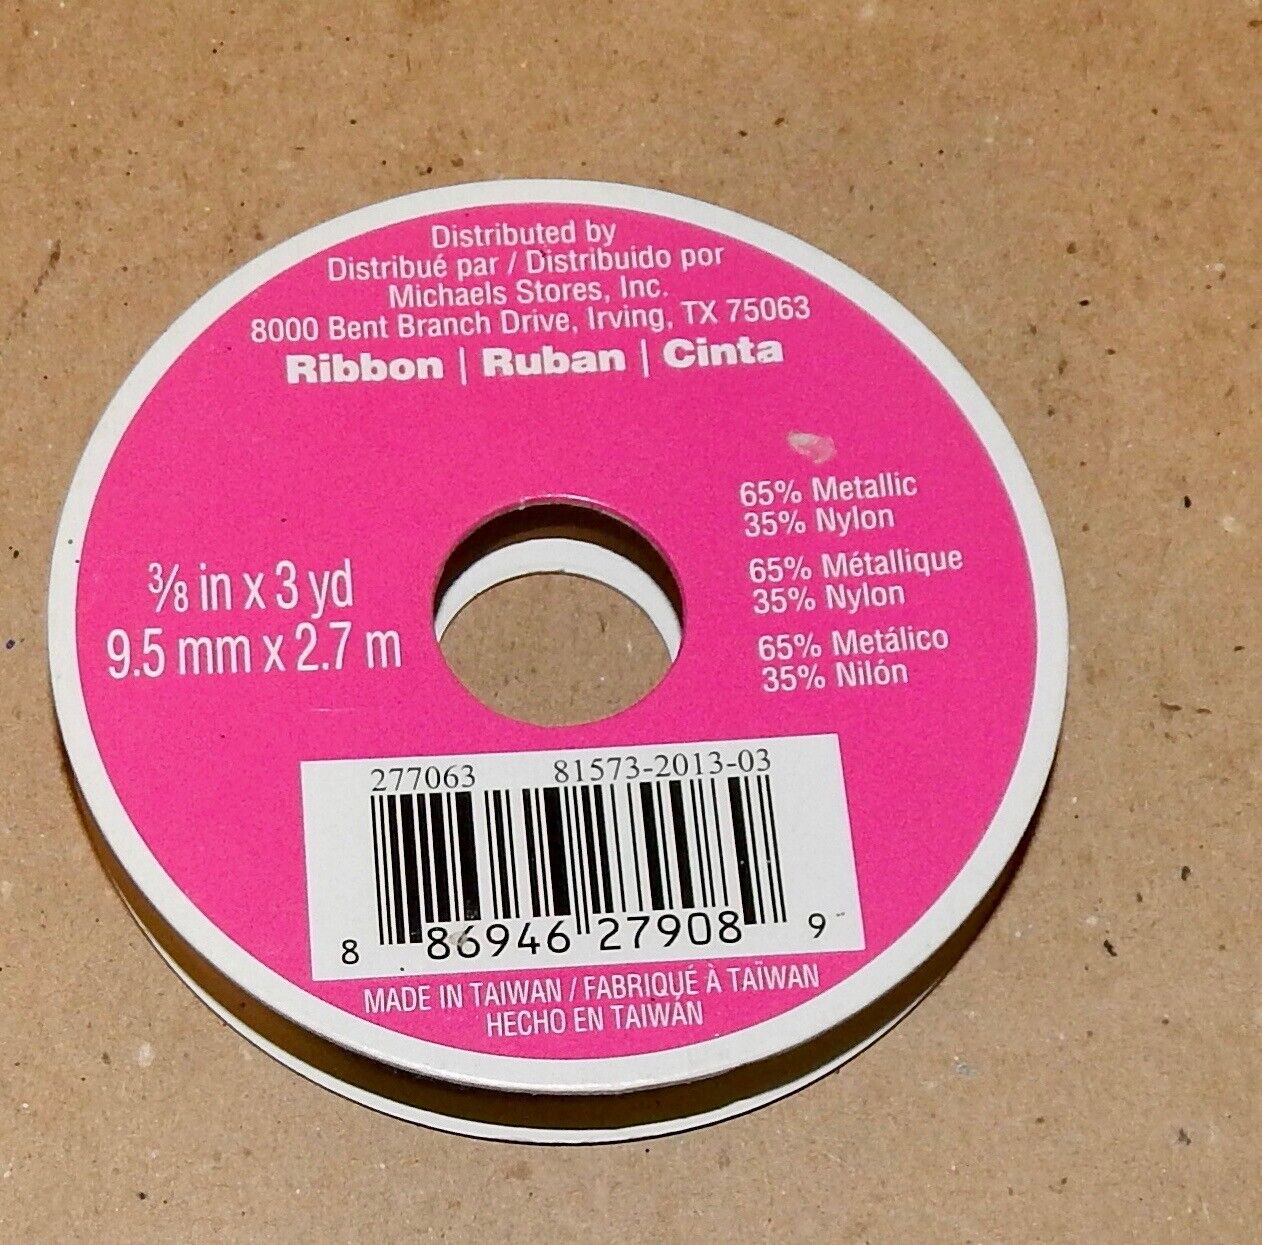 Distributed by
Distribué par / Distribuido por
Michaels Stores, Inc.
8000 Bent Branch Drive, Irving, TX 75063
Ribbon | Ruban | Cinta
65% Metallic
35% Nylon
65% Métallique
35% Nylon
65% Metálico
35% Nilón
3/8 in x 3 yd
9.5 mm x 2.7 m
277063 81573-2013-03
8 86946 27908 9
MADE IN TAIWAN / FABRIQUÉ À TAÏWAN
HECHO EN TAIWÁN